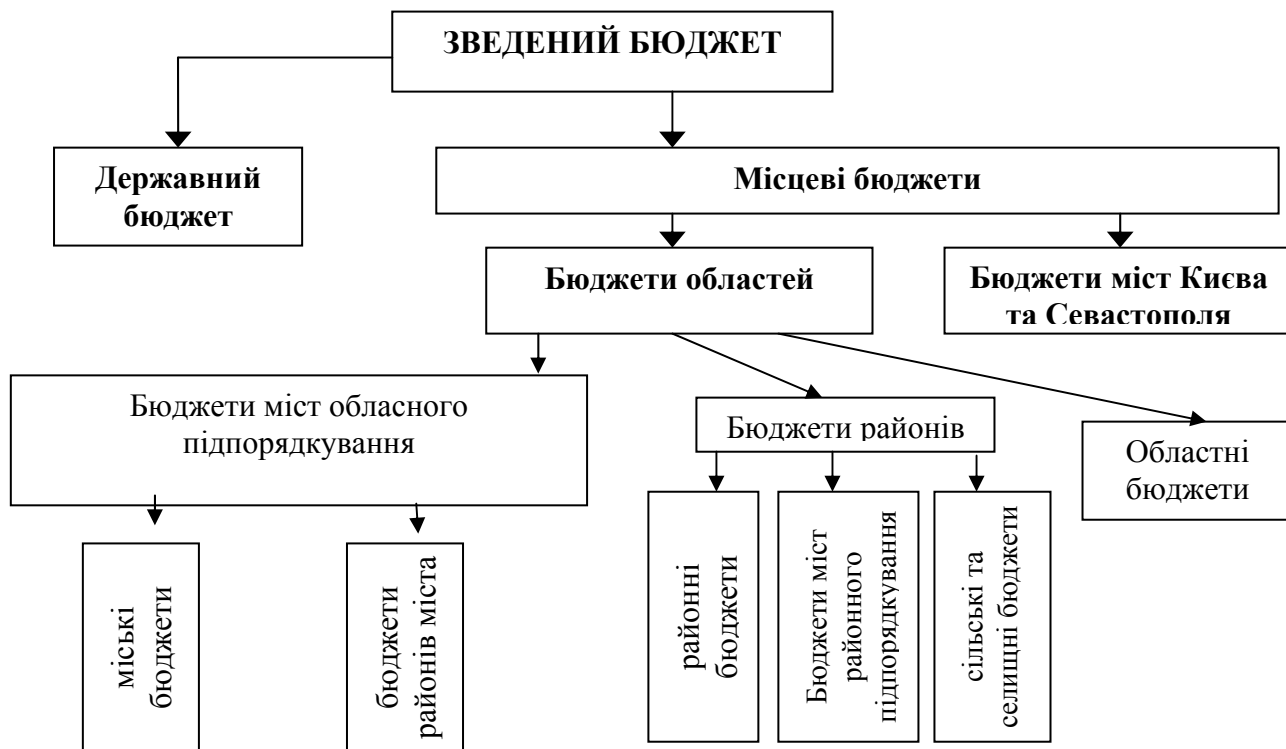 ЗВЕДЕНИЙ БЮДЖЕТ
Державний
бюджет
Місцеві бюджети
Бюджети областей
Бюджети міст Києва
та Севастополя
Бюджети міст обласного
підпорядкування
Бюджети районів
Областні
бюджети
міські
бюджети
бюджети
районів міста
районні
бюджети
Бюджети міст
районного
підпорядкування
сільські та
селищні бюджети